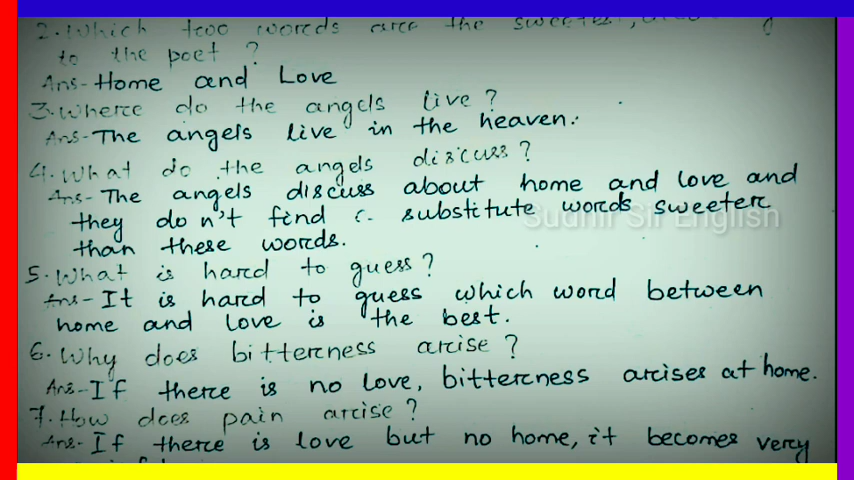 2. Which two words are the sweetest,
to the poet ?
Ans- Home and Love
3. Where do the angels live ?
Ans- The angels live in the heaven.
4. What do the angels discuss ?
Ans- The angels discuss about home and love and
they don't find substitute words sweeter
than these words.
Sudhir Sir English
5. What is hard to guess ?
Ans- It is hard to guess which word between
home and love is the best.
6. Why does bitterness arise ?
Ans- If there is no love, bitterness arises at home.
7. How does pain arise ?
Ans- If there is love but no home, it becomes very